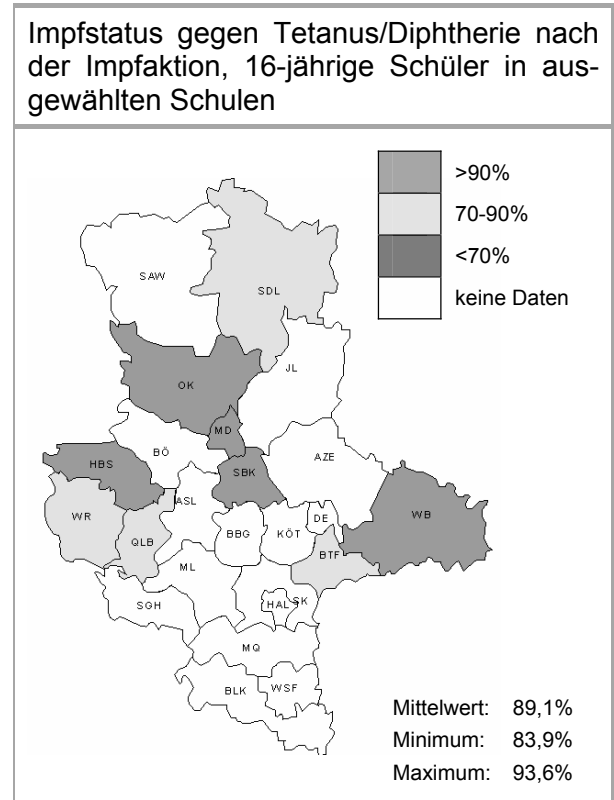 Impfstatus gegen Tetanus/Diphtherie nach
der Impfaktion, 16-jährige Schüler in aus-
gewählten Schulen
>90%
70-90%
<70%
keine Daten
SAW
SDL
OK
JL
MD
BÖ
HBS
SBK
AZE
WR
ASL
QLB
BBG
KÖT
DE
WB
BTF
ML
SGH
HAL
SK
MQ
BLK
WSF
Mittelwert: 89,1%
Minimum: 83,9%
Maximum: 93,6%